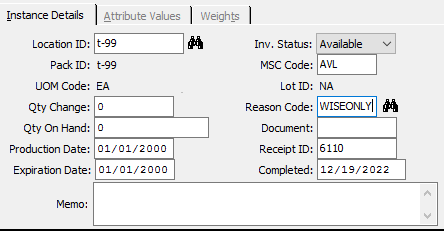 Instance Details Attribute Values Weights
Location ID: t-99 Inv. Status: Available
Pack ID: t-99 MSC Code: AVL
UOM Code: EA Lot ID: NA
Qty Change: 0 Reason Code: WISEONLY
Qty On Hand: 0 Document:
Production Date: 01/01/2000 Receipt ID: 6110
Expiration Date: 01/01/2000 Completed: 12/19/2022
Memo: